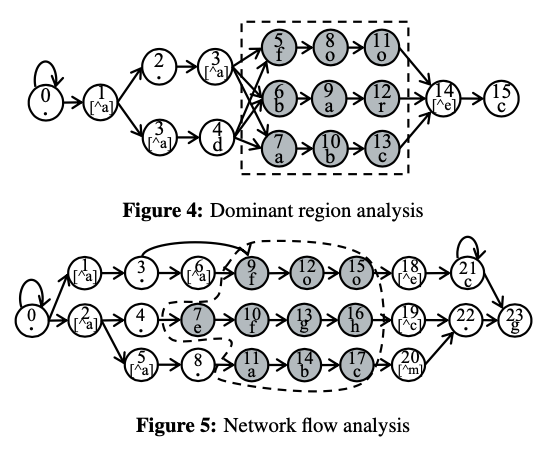 2 3 5 8 11
. [^a] f o o
0 1 6 9 12 14 15
. [^a] b a r [^e] c
3 4 7 10 13
[^a] d a b c
Figure 4: Dominant region analysis
1 3 6 9 12 15 18 21
[^a] . [^a] f o o [^e] c
0 2 4 7 10 13 16 19 22 23
. [^a] . e f g h [^c] . g
5 8 11 14 17 20
[^a] . a b c [^m]
Figure 5: Network flow analysis